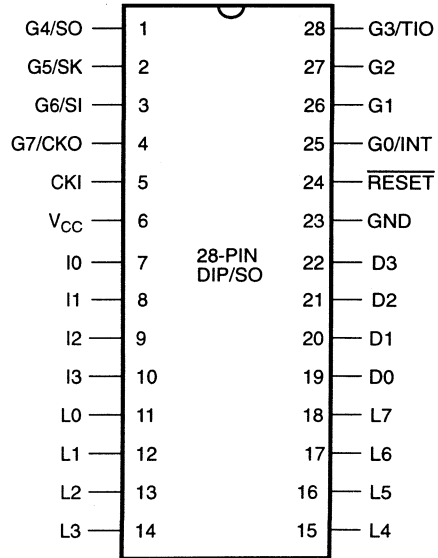 G4/SO 1 28 G3/TIO
G5/SK 2 27 G2
G6/SI 3 26 G1
G7/CKO 4 25 G0/INT
CKI 5 24 RESET
VCC 6 23 GND
28-PIN
DIP/SO
I0 7 22 D3
I1 8 21 D2
I2 9 20 D1
I3 10 19 D0
L0 11 18 L7
L1 12 17 L6
L2 13 16 L5
L3 14 15 L4